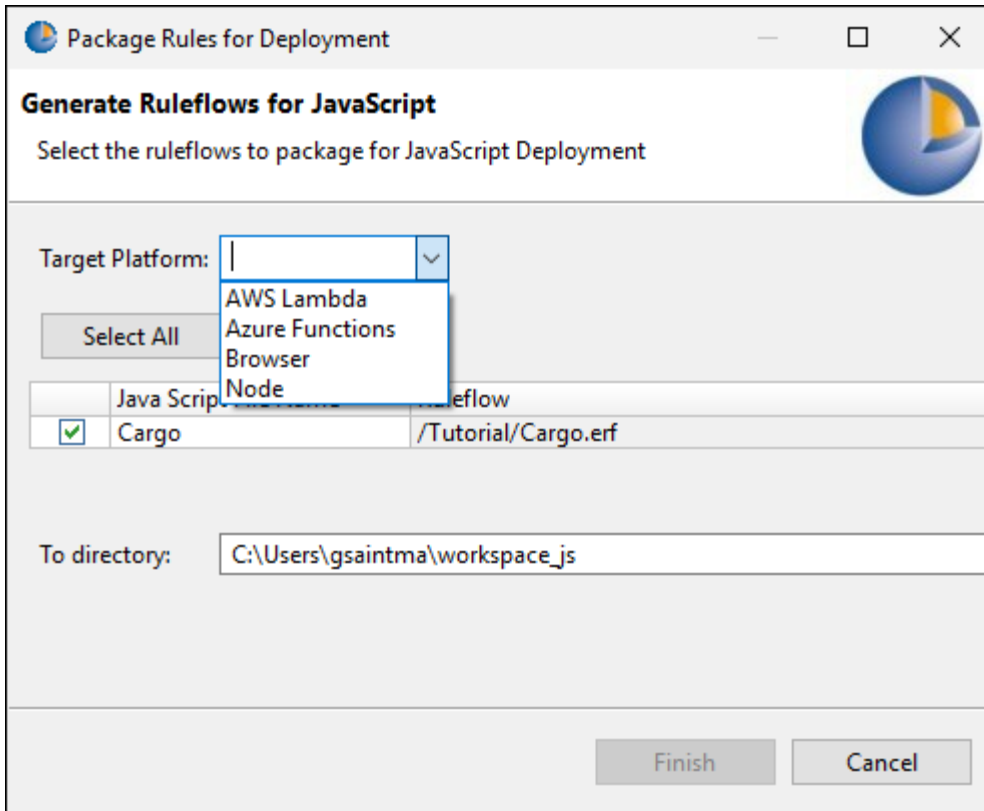 Package Rules for Deployment
Generate Ruleflows for JavaScript
Select the ruleflows to package for JavaScript Deployment
Target Platform:
AWS Lambda
Select All
Azure Functions
Browser
Node
Java Scrip
Cargo /Tutorial/Cargo.erf
To directory: C:\Users\gsaintma\workspace_js
Finish Cancel